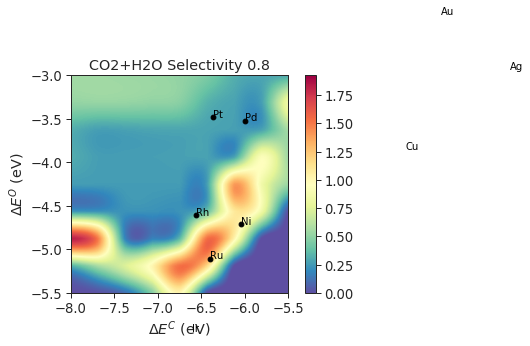 Au
CO2+H2O Selectivity 0.8
Ag
−3.0
−3.5
−4.0
−4.5
−5.0
−5.5
ΔE^O (eV)
Pt
Pd
Cu
Rh
Ni
Ru
1.75
1.50
1.25
1.00
0.75
0.50
0.25
0.00
−8.0 −7.5 −7.0 −6.5 −6.0 −5.5
ΔE^C (eV)